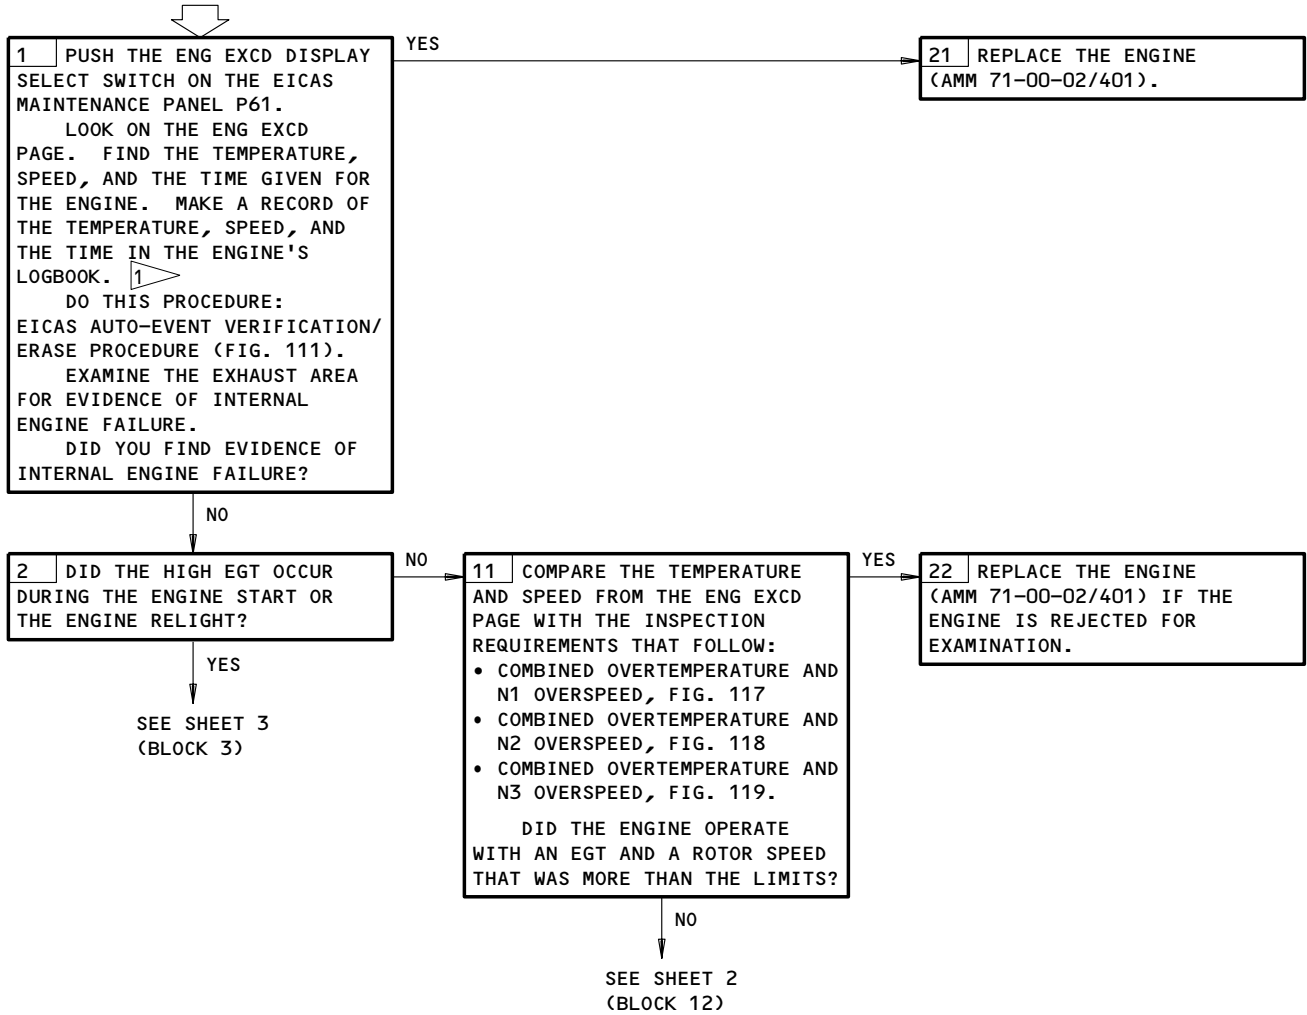 1 PUSH THE ENG EXCD DISPLAY
SELECT SWITCH ON THE EICAS
MAINTENANCE PANEL P61.
LOOK ON THE ENG EXCD
PAGE. FIND THE TEMPERATURE,
SPEED, AND THE TIME GIVEN FOR
THE ENGINE. MAKE A RECORD OF
THE TEMPERATURE, SPEED, AND
THE TIME IN THE ENGINE'S
LOGBOOK. 1
DO THIS PROCEDURE:
EICAS AUTO-EVENT VERIFICATION/
ERASE PROCEDURE (FIG. 111).
EXAMINE THE EXHAUST AREA
FOR EVIDENCE OF INTERNAL
ENGINE FAILURE.
DID YOU FIND EVIDENCE OF
INTERNAL ENGINE FAILURE?
YES
21 REPLACE THE ENGINE
(AMM 71-00-02/401).
NO
2 DID THE HIGH EGT OCCUR
DURING THE ENGINE START OR
THE ENGINE RELIGHT?
YES
SEE SHEET 3
(BLOCK 3)
NO
11 COMPARE THE TEMPERATURE
AND SPEED FROM THE ENG EXCD
PAGE WITH THE INSPECTION
REQUIREMENTS THAT FOLLOW:
• COMBINED OVERTEMPERATURE AND
N1 OVERSPEED, FIG. 117
• COMBINED OVERTEMPERATURE AND
N2 OVERSPEED, FIG. 118
• COMBINED OVERTEMPERATURE AND
N3 OVERSPEED, FIG. 119.
DID THE ENGINE OPERATE
WITH AN EGT AND A ROTOR SPEED
THAT WAS MORE THAN THE LIMITS?
YES
22 REPLACE THE ENGINE
(AMM 71-00-02/401) IF THE
ENGINE IS REJECTED FOR
EXAMINATION.
NO
SEE SHEET 2
(BLOCK 12)